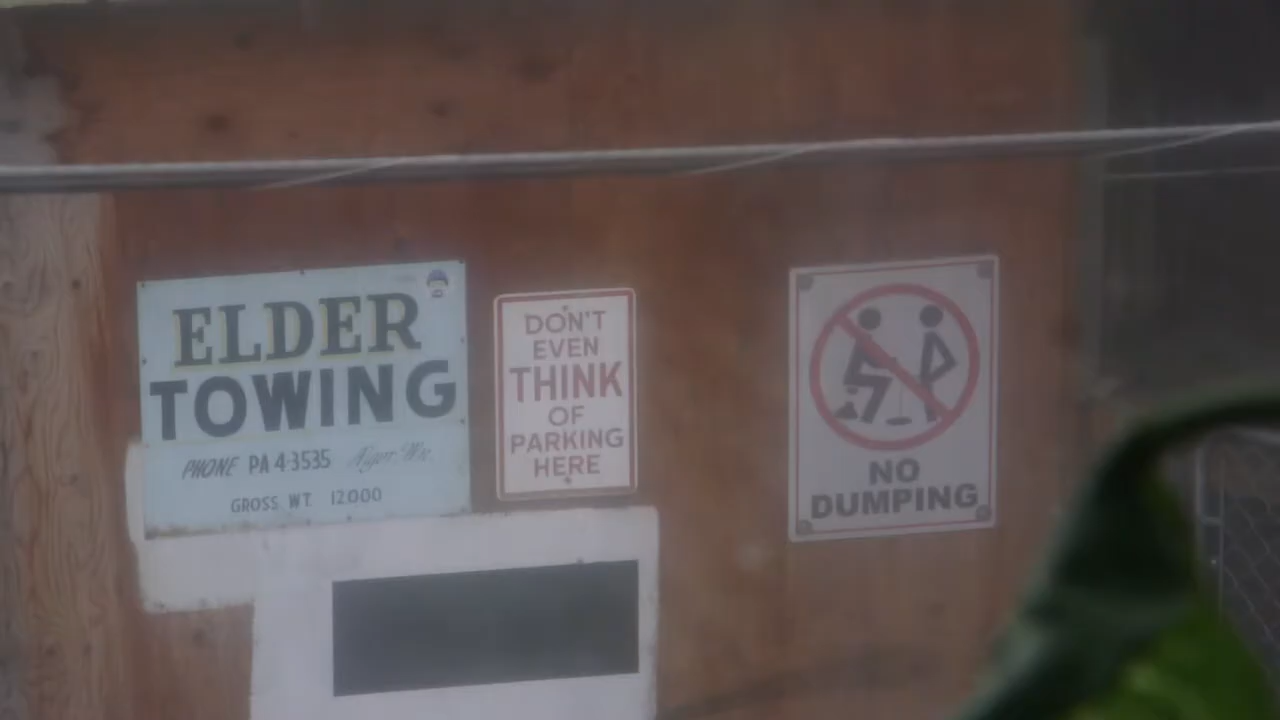 ELDER
TOWING
PHONE PA 4-3535
GROSS WT. 12000
DON'T
EVEN
THINK
OF
PARKING
HERE
NO
DUMPING